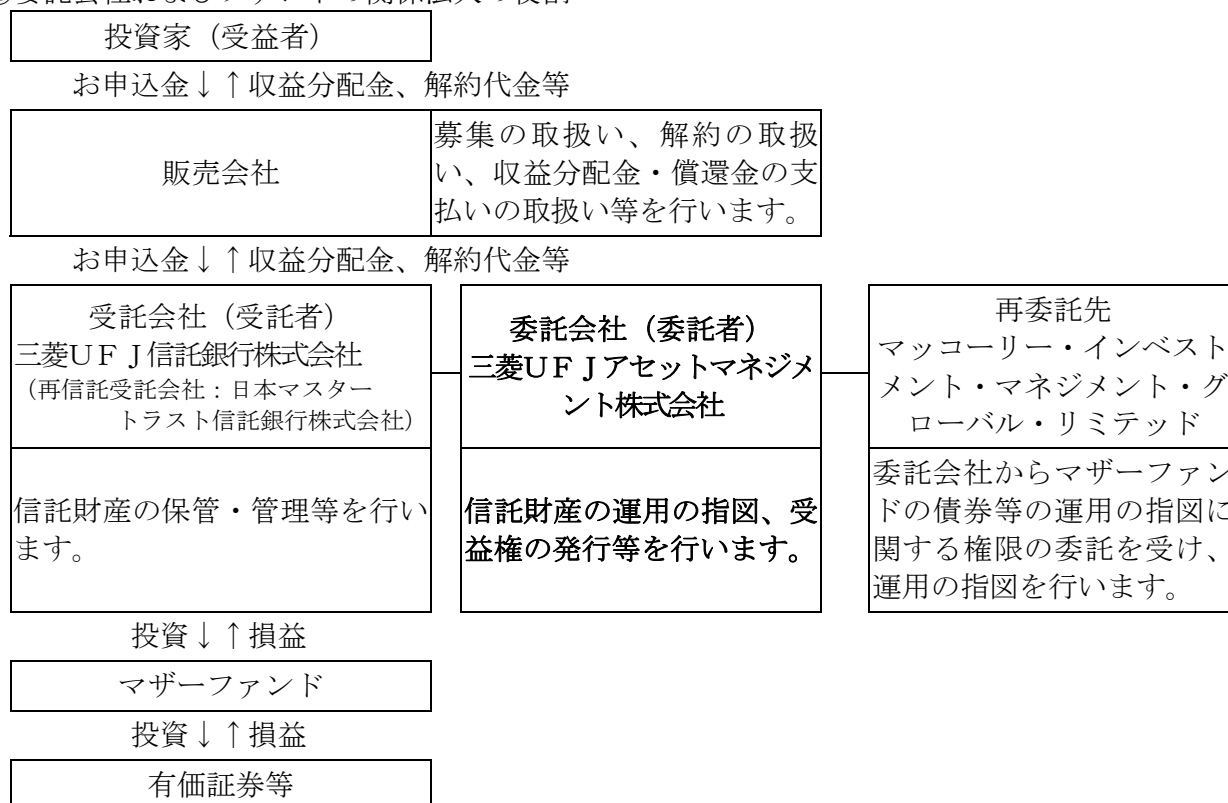 投資家（受益者）
お申込金↓↑収益分配金、解約代金等
販売会社
募集の取扱い、解約の取扱
い、収益分配金・償還金の支
払いの取扱い等を行います。
お申込金↓↑収益分配金、解約代金等
受託会社（受託者）
三菱ＵＦＪ信託銀行株式会社
（再信託受託会社：日本マスター
トラスト信託銀行株式会社）
信託財産の保管・管理等を行い
ます。
委託会社（委託者）
三菱ＵＦＪアセットマネジメ
ント株式会社
信託財産の運用の指図、受
益権の発行等を行います。
再委託先
マッコーリー・インベスト
メント・マネジメント・グ
ローバル・リミテッド
委託会社からマザーファン
ドの債券等の運用の指図に
関する権限の委託を受け、
運用の指図を行います。
投資↓↑損益
マザーファンド
投資↓↑損益
有価証券等